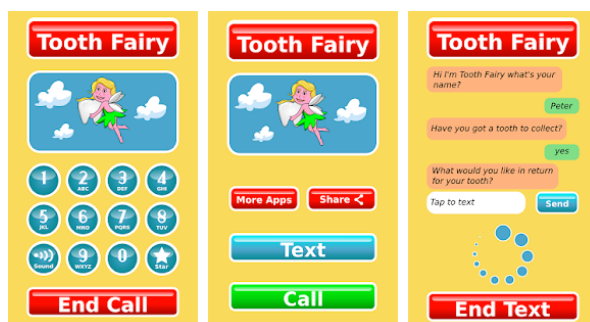 Tooth Fairy
1
2
ABC
3
DEF
4
GHI
5
JKL
6
MNO
7
PQRS
8
TUV
Sound
9
WXYZ
0
Star
End Call
Tooth Fairy
More Apps
Share
Text
Call
Tooth Fairy
Hi I'm Tooth Fairy what's your
name?
Peter
Have you got a tooth to collect?
yes
What would you like in return
for your tooth?
Tap to text
Send
End Text